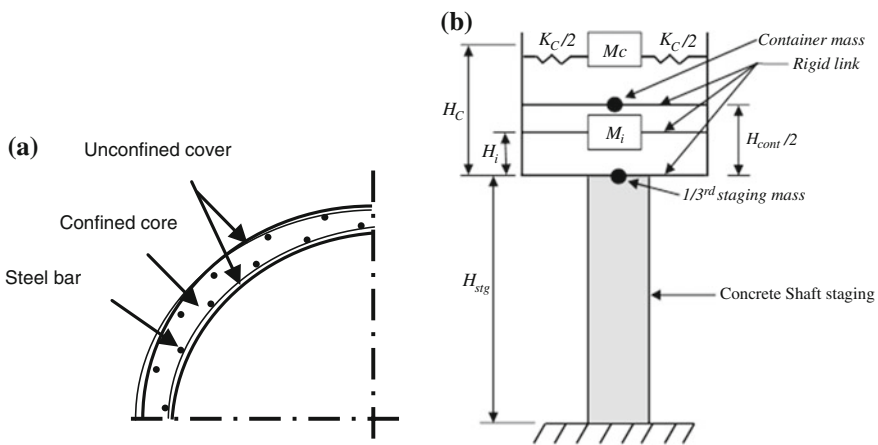 (a)
Unconfined cover
Confined core
Steel bar
(b)
K_C/2
Mc
K_C/2
Container mass
Rigid link
H_C
M_i
H_i
H_cont/2
1/3rd staging mass
H_stg
Concrete Shaft staging